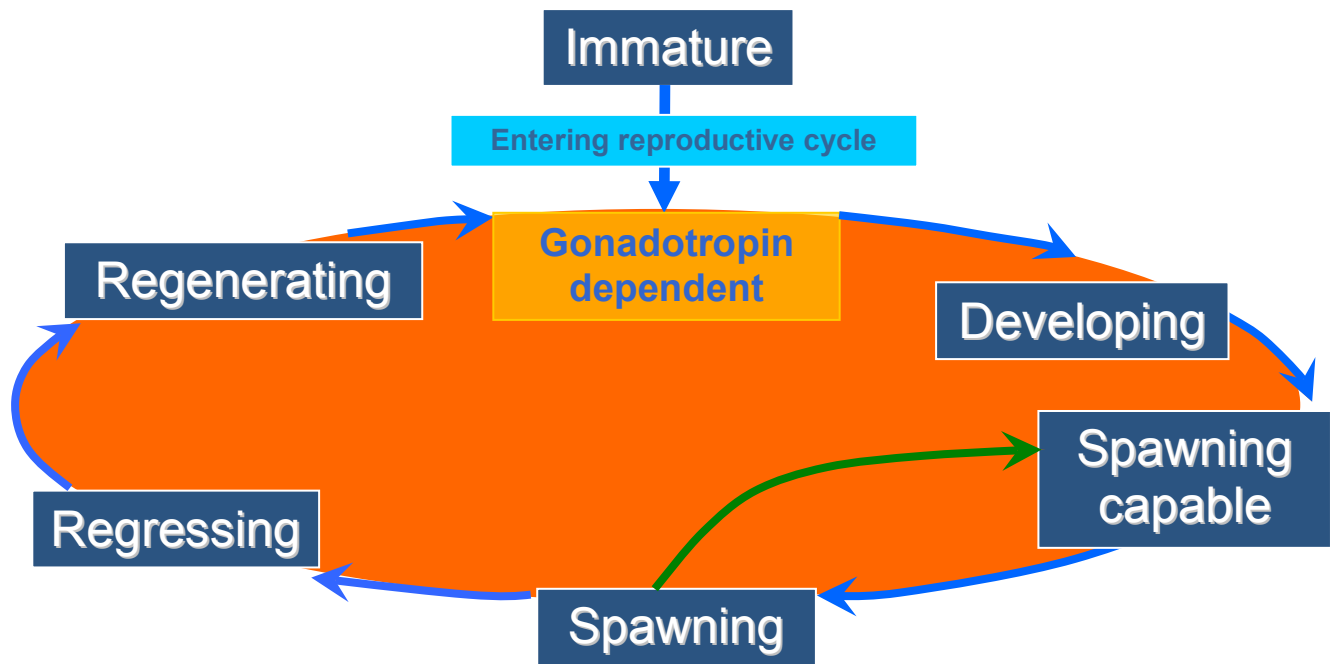 Immature
Entering reproductive cycle
Gonadotropin
dependent
Regenerating
Developing
Spawning
capable
Regressing
Spawning